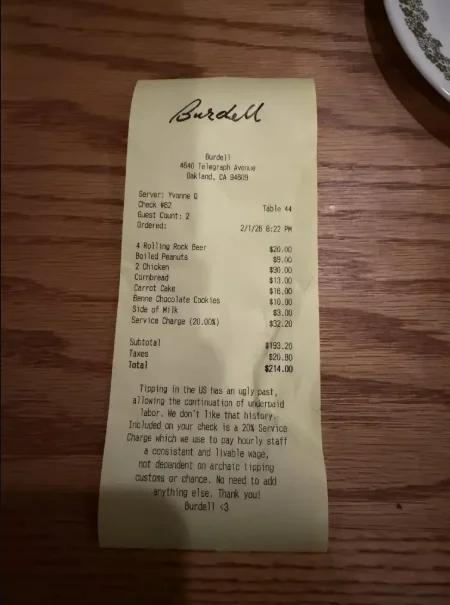 Burdell
Burdell
4640 Telegraph Avenue
Oakland, CA 94609
Server: Yvonne Q
Check #82 Table 44
Guest Count: 2
Ordered: 2/1/26 6:22 PM
4 Rolling Rock Beer $20.00
Boiled Peanuts $9.00
2 Chicken $90.00
Cornbread $13.00
Carrot Cake $16.00
Benne Chocolate Cookies $10.00
Side of Milk $3.00
Service Charge (20.00%) $32.20
Subtotal $193.20
Taxes $20.80
Total $214.00
Tipping in the US has an ugly past,
allowing the continuation of underpaid
labor. We don't like that history.
Included on your check is a 20% Service
Charge which we use to pay hourly staff
a consistent and livable wage,
not dependent on archaic tipping
customs or chance. No need to add
anything else. Thank you!
Burdell <3